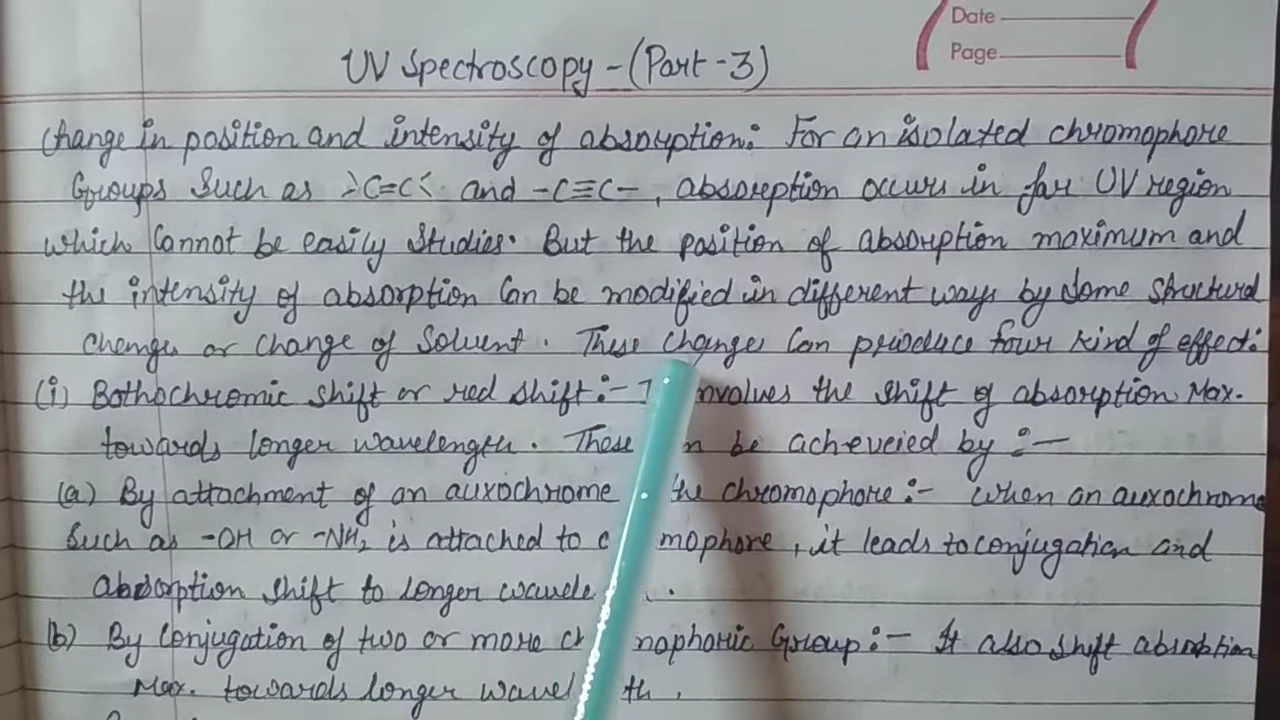 Date
Page
UV Spectroscopy - (Part - 3)
Change in position and intensity of absorption: For an isolated chromophore
Groups Such as >C=C< and -C≡C-, absorption occurs in far UV region
which Cannot be easily Studies. But the position of absorption maximum and
the intensity of absorption Can be modified in different ways by some structural
change or change of Solvent. These changes Can produce four kind of effect:
(i) Bathochromic shift or red shift:- nvolves the shift of absorption Max.
towards longer wavelength. These n be acheveied by :-
(a) By attachment of an auxochrome the chromophore :- When an auxochrome
Such as -OH or -NH₂ is attached to c mophore, it leads to conjugation and
absorption shift to longer wavele .
(b) By Conjugation of two or more ch mophoric Group :- It also shift absorbtion
Max. towards longer wavel th.